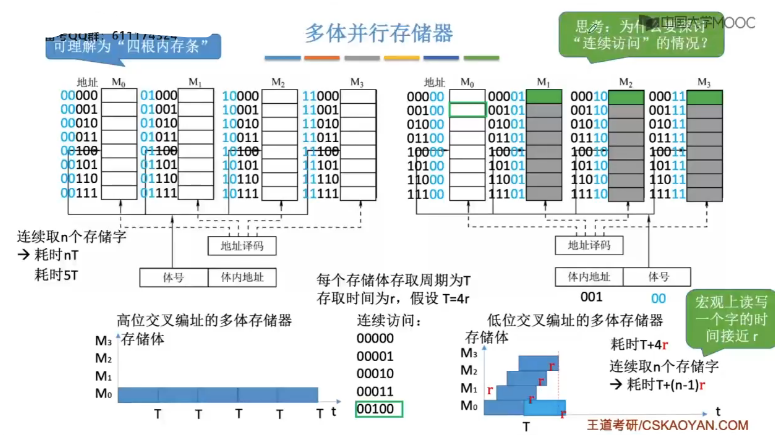 多体并行存储器
可理解为“四根内存条”
思考：为什么要探讨
“连续访问”的情况？
中国大学MOOC
地址 M₀ M₁ M₂ M₃
00000 01000 10000 11000
00001 01001 10001 11001
00010 01010 10010 11010
00011 01011 10011 11011
00100 01100 10100 11100
00101 01101 10101 11101
00110 01110 10110 11110
00111 01111 10111 11111
地址译码
体号 体内地址
连续取n个存储字
→ 耗时nT
耗时5T
地址 M₀ M₁ M₂ M₃
00000 00001 00010 00011
00100 00101 00110 00111
01000 01001 01010 01011
01100 01101 01110 01111
10000 10001 10010 10011
10100 10101 10110 10111
11000 11001 11010 11011
11100 11101 11110 11111
地址译码
体内地址 体号
001 00
每个存储体存取周期为T
存取时间为r，假设 T=4r
高位交叉编址的多体存储器
存储体
M₃
M₂
M₁
M₀
T T T T T t
连续访问：
00000
00001
00010
00011
00100
低位交叉编址的多体存储器
存储体
M₃
M₂
M₁
M₀
r r r r r
T t
耗时T+4r
连续取n个存储字
→ 耗时T+(n-1)r
宏观上读写
一个字的时
间接近 r
王道考研/CSKAOYAN.COM